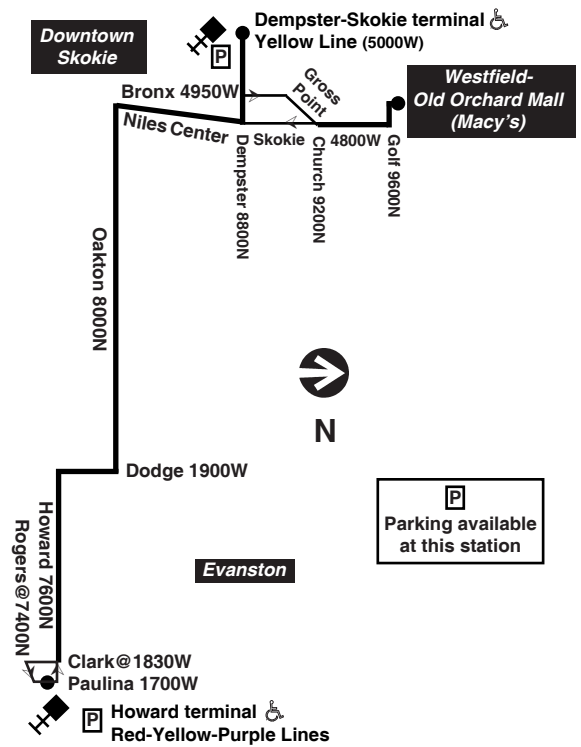 Downtown
Skokie
P
Dempster-Skokie terminal
Yellow Line (5000W)
Bronx 4950W
Gross
Point
Westfield-
Old Orchard Mall
(Macy's)
Niles Center
Skokie
4800W
Dempster 8800N
Church 9200N
Golf 9600N
Oakton 8000N
N
Dodge 1900W
P
Parking available
at this station
Howard 7600N
Rogers@7400N
Evanston
Clark@1830W
Paulina 1700W
P
Howard terminal
Red-Yellow-Purple Lines